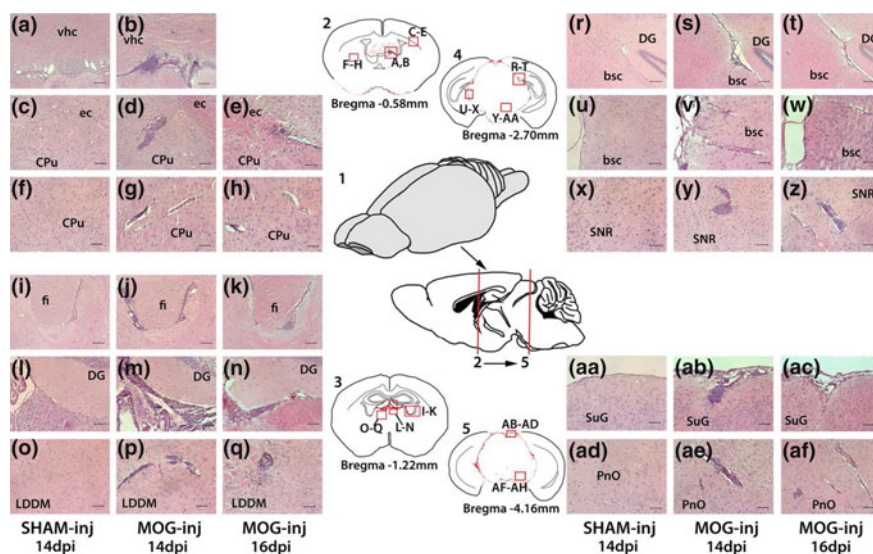 (a) vhc
(b) vhc
(c) ec CPu
(d) ec CPu
(e) ec CPu
(f) CPu
(g) CPu
(h) CPu
(i) fi
(j) fi
(k) fi
(l) DG
(m) DG
(n) DG
(o) LDDM
(p) LDDM
(q) LDDM
SHAM-inj
14dpi
MOG-inj
14dpi
MOG-inj
16dpi
2
C-E
F-H
A,B
Bregma -0.58mm
4
R-T
U-X
Y-AA
Bregma -2.70mm
1
2 → 5
3
I-K
O-Q
L-N
Bregma -1.22mm
5
AB-AD
AF-AH
Bregma -4.16mm
(r) DG bsc
(s) DG bsc
(t) DG bsc
(u) bsc
(v) bsc
(w) bsc
(x) SNR
(y) SNR
(z) SNR
(aa) SuG
(ab) SuG
(ac) SuG
(ad) PnO
(ae) PnO
(af) PnO
SHAM-inj
14dpi
MOG-inj
14dpi
MOG-inj
16dpi